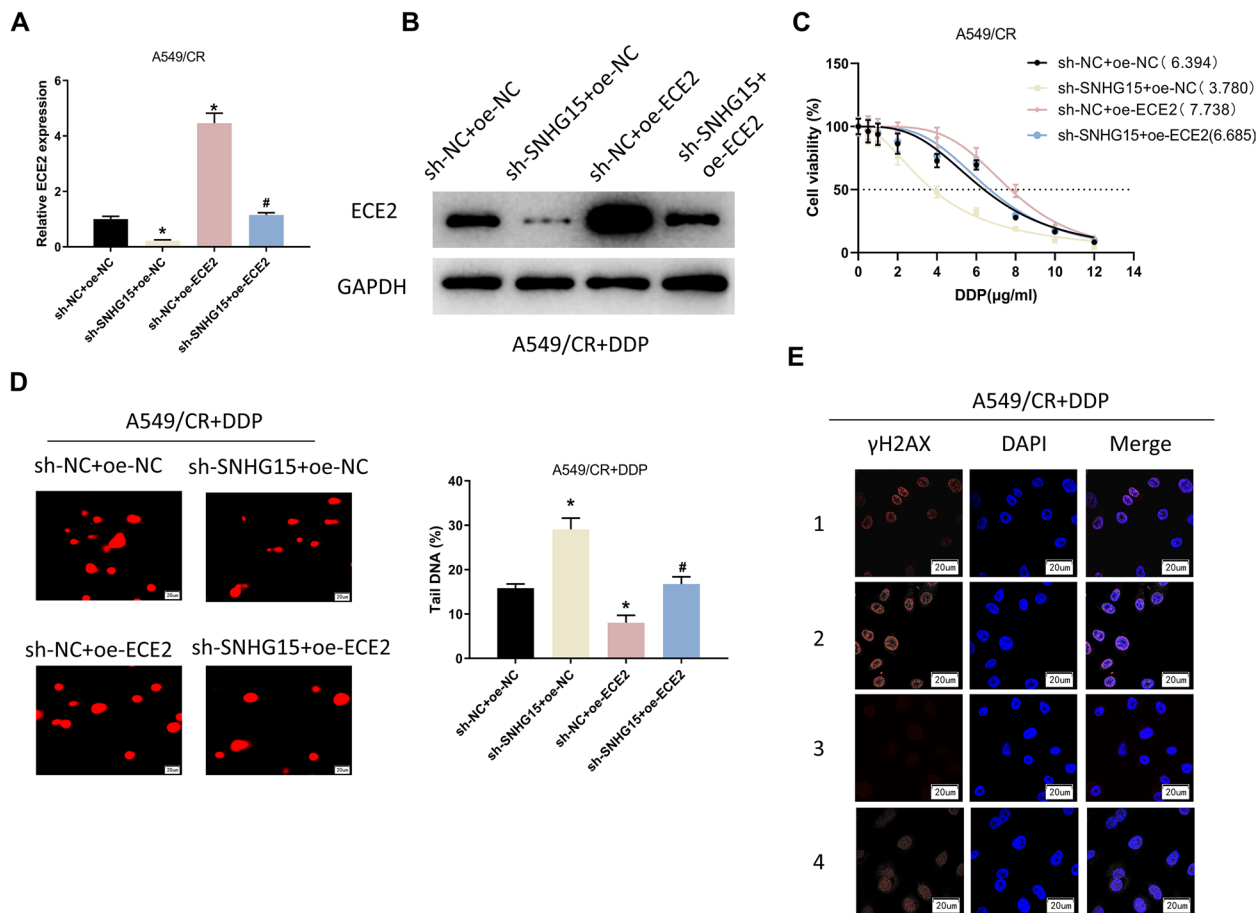 A
A549/CR
Relative ECE2 expression
6
4
2
0
*
*
#
sh-NC+oe-NC
sh-SNHG15+oe-NC
sh-NC+oe-ECE2
sh-SNHG15+oe-ECE2
B
sh-NC+oe-NC
sh-SNHG15+oe-NC
sh-NC+oe-ECE2
sh-SNHG15+
oe-ECE2
ECE2
GAPDH
A549/CR+DDP
C
A549/CR
sh-NC+oe-NC( 6.394)
sh-SNHG15+oe-NC( 3.780)
sh-NC+oe-ECE2( 7.738)
sh-SNHG15+oe-ECE2(6.685)
Cell viability (%)
150
100
50
0
0 2 4 6 8 10 12 14
DDP(μg/ml)
D
A549/CR+DDP
sh-NC+oe-NC sh-SNHG15+oe-NC
20um 20um
sh-NC+oe-ECE2 sh-SNHG15+oe-ECE2
20um 20um
A549/CR+DDP
Tail DNA (%)
40
30
20
10
0
*
*
#
sh-NC+oe-NC
sh-SNHG15+oe-NC
sh-NC+oe-ECE2
sh-SNHG15+oe-ECE2
E
A549/CR+DDP
γH2AX DAPI Merge
1
20um 20um 20um
2
20um 20um 20um
3
20um 20um 20um
4
20um 20um 20um